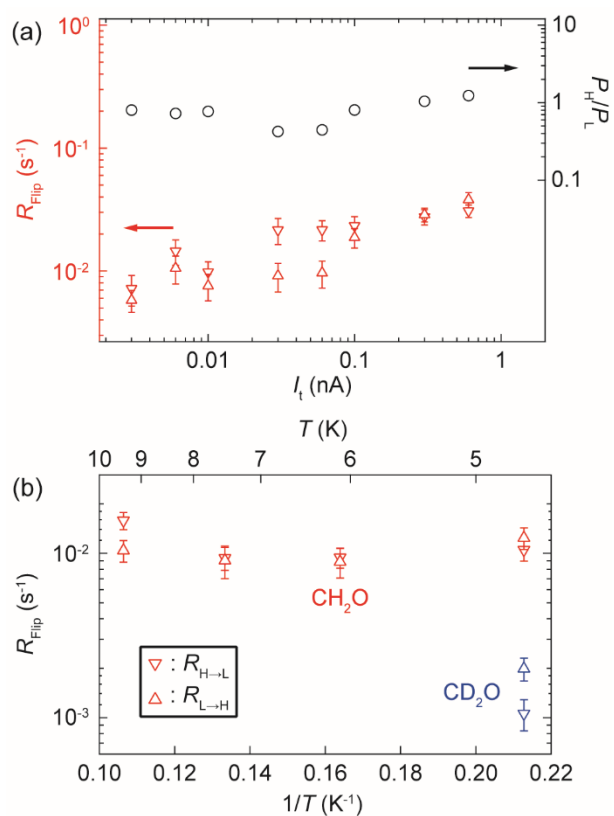 (a)
10⁰
10⁻¹
10⁻²
R_Flip (s⁻¹)
10
1
0.1
P_H/P_L
0.01 0.1 1
I_t (nA)
T (K)
10 9 8 7 6 5
(b)
10⁻²
10⁻³
R_Flip (s⁻¹)
CH₂O
CD₂O
: R_H→L
: R_L→H
0.10 0.12 0.14 0.16 0.18 0.20 0.22
1/T (K⁻¹)